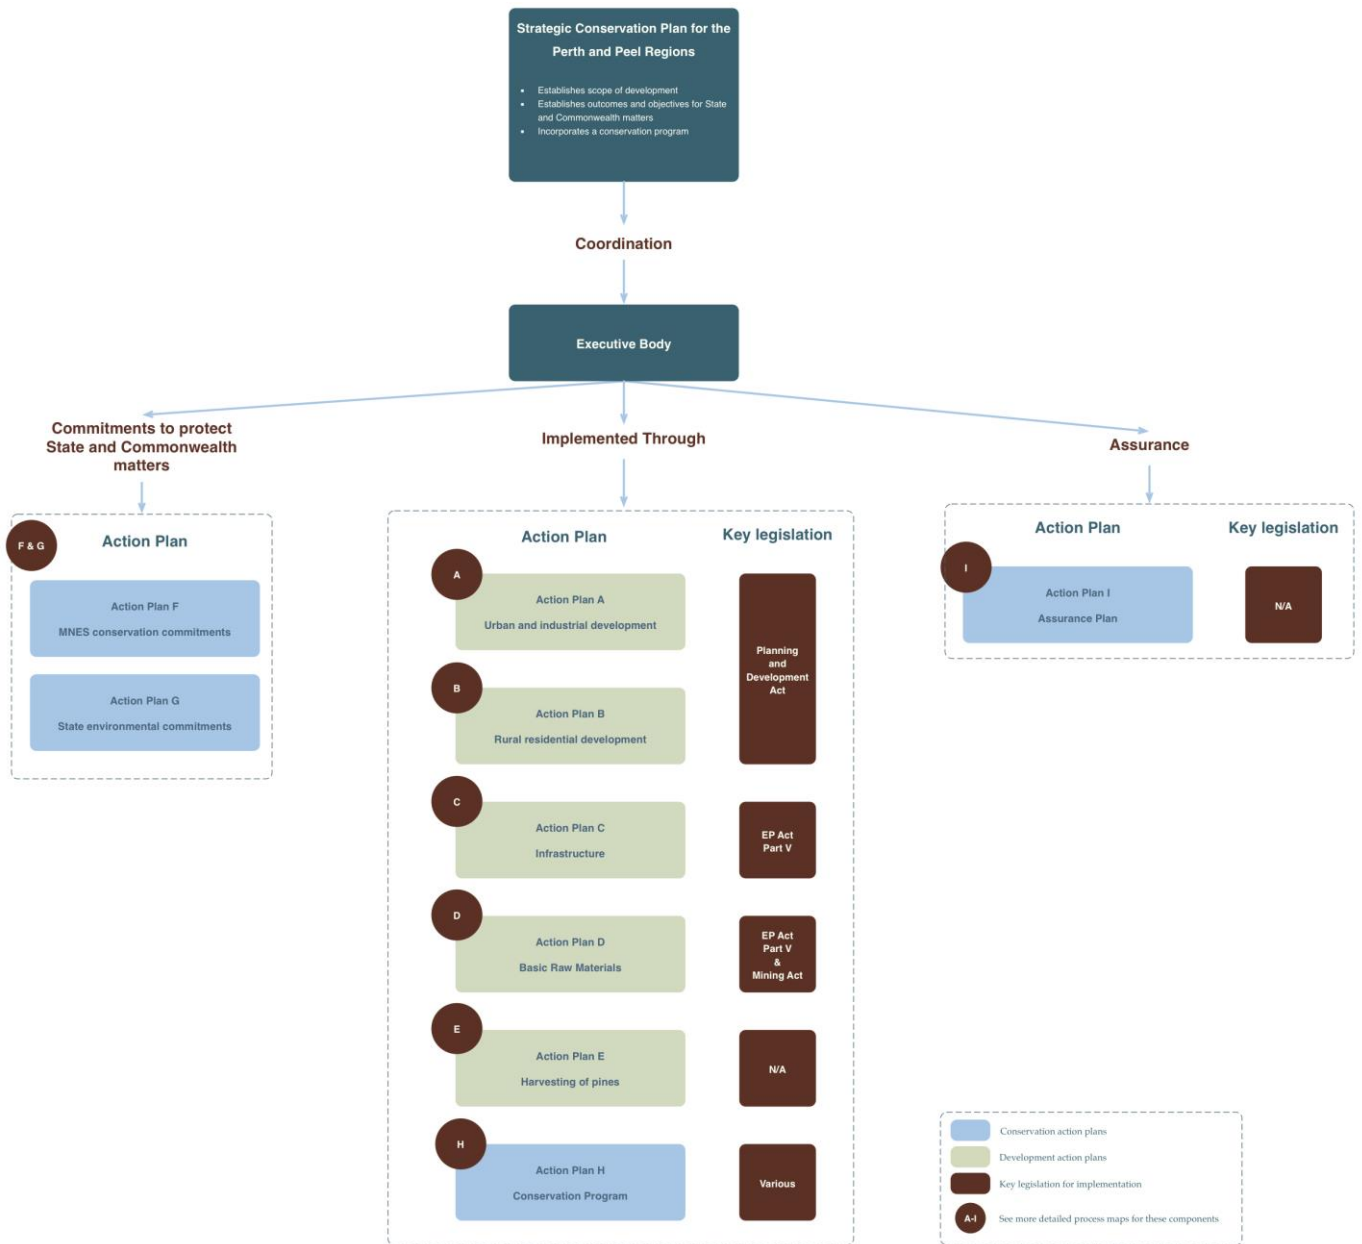 Strategic Conservation Plan for the
Perth and Peel Regions
• Establishes scope of development
• Establishes outcomes and objectives for State
and Commonwealth matters
• Incorporates a conservation program
Coordination
Executive Body
Commitments to protect
State and Commonwealth
matters
F & G
Action Plan
Action Plan F
MNES conservation commitments
Action Plan G
State environmental commitments
Implemented Through
Action Plan
Key legislation
A
Action Plan A
Urban and industrial development
B
Action Plan B
Rural residential development
Planning
and
Development
Act
C
Action Plan C
Infrastructure
EP Act
Part V
D
Action Plan D
Basic Raw Materials
EP Act
Part V
&
Mining Act
E
Action Plan E
Harvesting of pines
N/A
H
Action Plan H
Conservation Program
Various
Assurance
Action Plan
Key legislation
I
Action Plan I
Assurance Plan
N/A
Conservation action plans
Development action plans
Key legislation for implementation
A-I
See more detailed process maps for these components